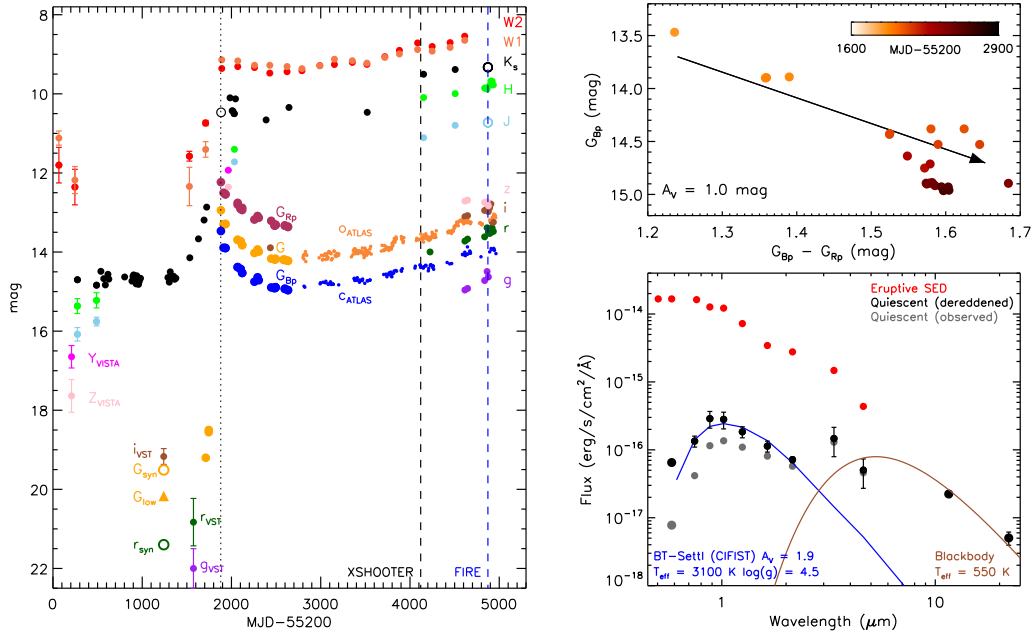 8
10
12
14
16
18
20
22
mag
0
1000
2000
3000
4000
5000
MJD-55200
W2
W1
Ks
H
J
z
i
r
g
GRp
G
GBp
OATLAS
CATLAS
YVISTA
ZVISTA
iVST
Gsyn
Glow
rsyn
rVST
gVST
XSHOOTER
FIRE
13.5
14.0
14.5
15.0
GBp (mag)
1600
MJD-55200
2900
AV = 1.0 mag
1.2
1.3
1.4
1.5
1.6
1.7
GBp − GRp (mag)
Eruptive SED
Quiescent (dereddened)
Quiescent (observed)
10−14
10−15
10−16
10−17
10−18
Flux (erg/s/cm2/Å)
BT-Settl (CIFIST) AV = 1.9
Teff = 3100 K log(g) = 4.5
Blackbody
Teff = 550 K
1
10
Wavelength (μm)